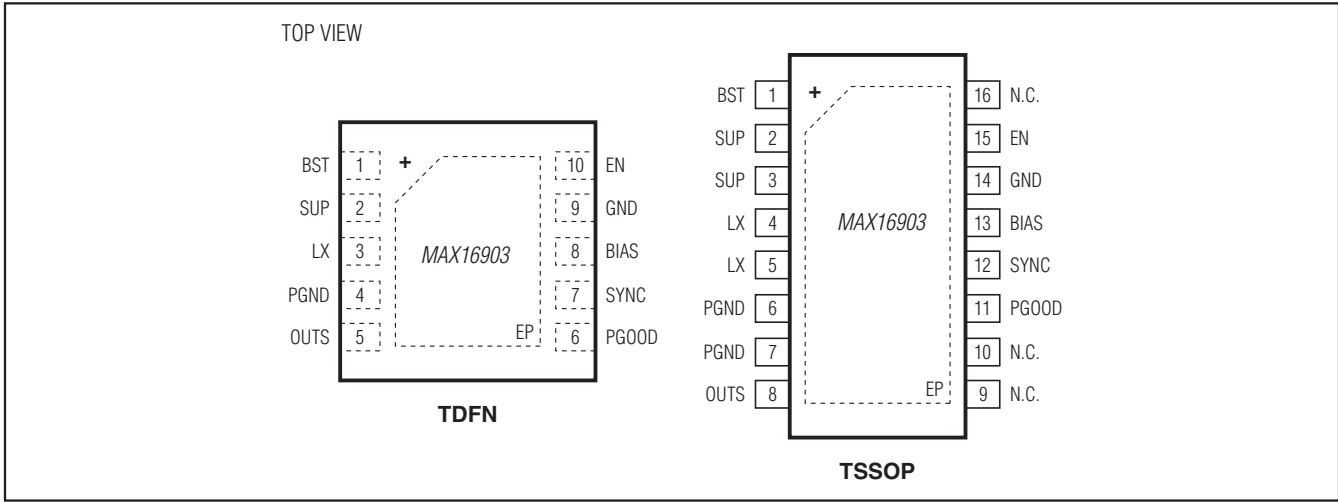 TOP VIEW
BST 1 + 10 EN
SUP 2 9 GND
LX 3 MAX16903 8 BIAS
PGND 4 7 SYNC
OUTS 5 EP 6 PGOOD
TDFN
BST 1 + 16 N.C.
SUP 2 15 EN
SUP 3 14 GND
LX 4 MAX16903 13 BIAS
LX 5 12 SYNC
PGND 6 11 PGOOD
PGND 7 10 N.C.
OUTS 8 EP 9 N.C.
TSSOP